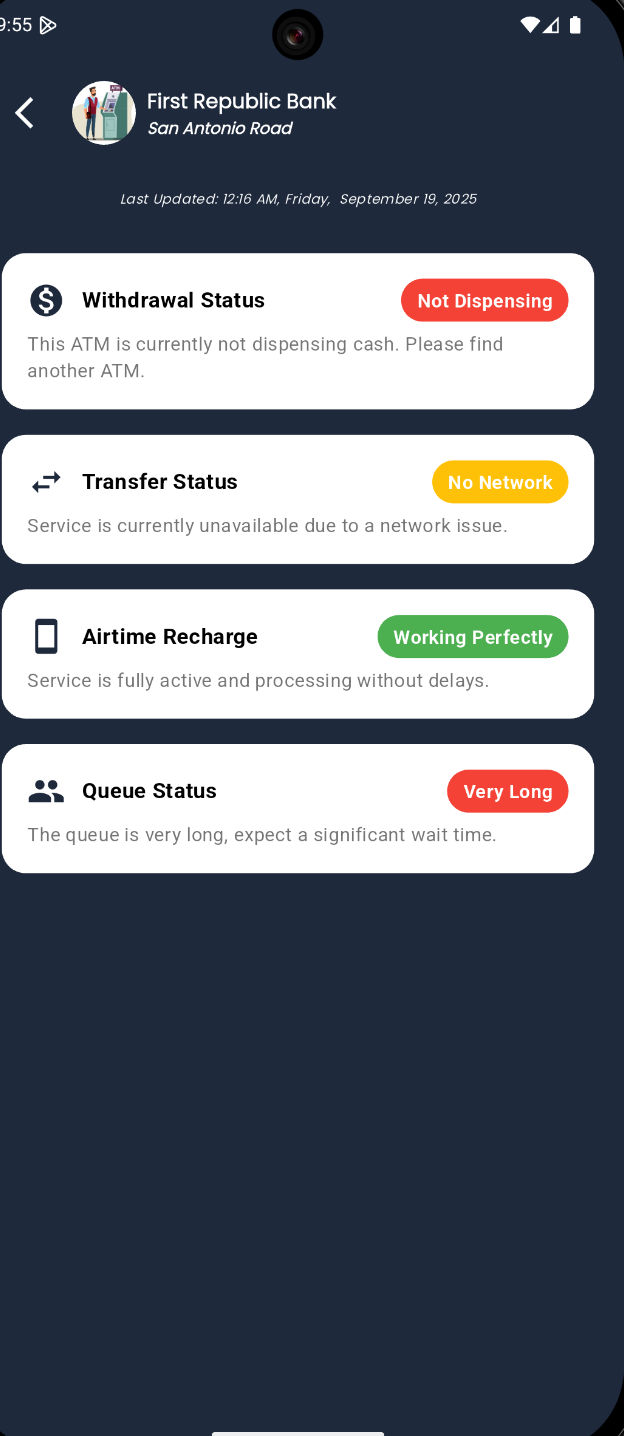 9:55
First Republic Bank
San Antonio Road
Last Updated: 12:16 AM, Friday, September 19, 2025
Withdrawal Status
Not Dispensing
This ATM is currently not dispensing cash. Please find
another ATM.
Transfer Status
No Network
Service is currently unavailable due to a network issue.
Airtime Recharge
Working Perfectly
Service is fully active and processing without delays.
Queue Status
Very Long
The queue is very long, expect a significant wait time.